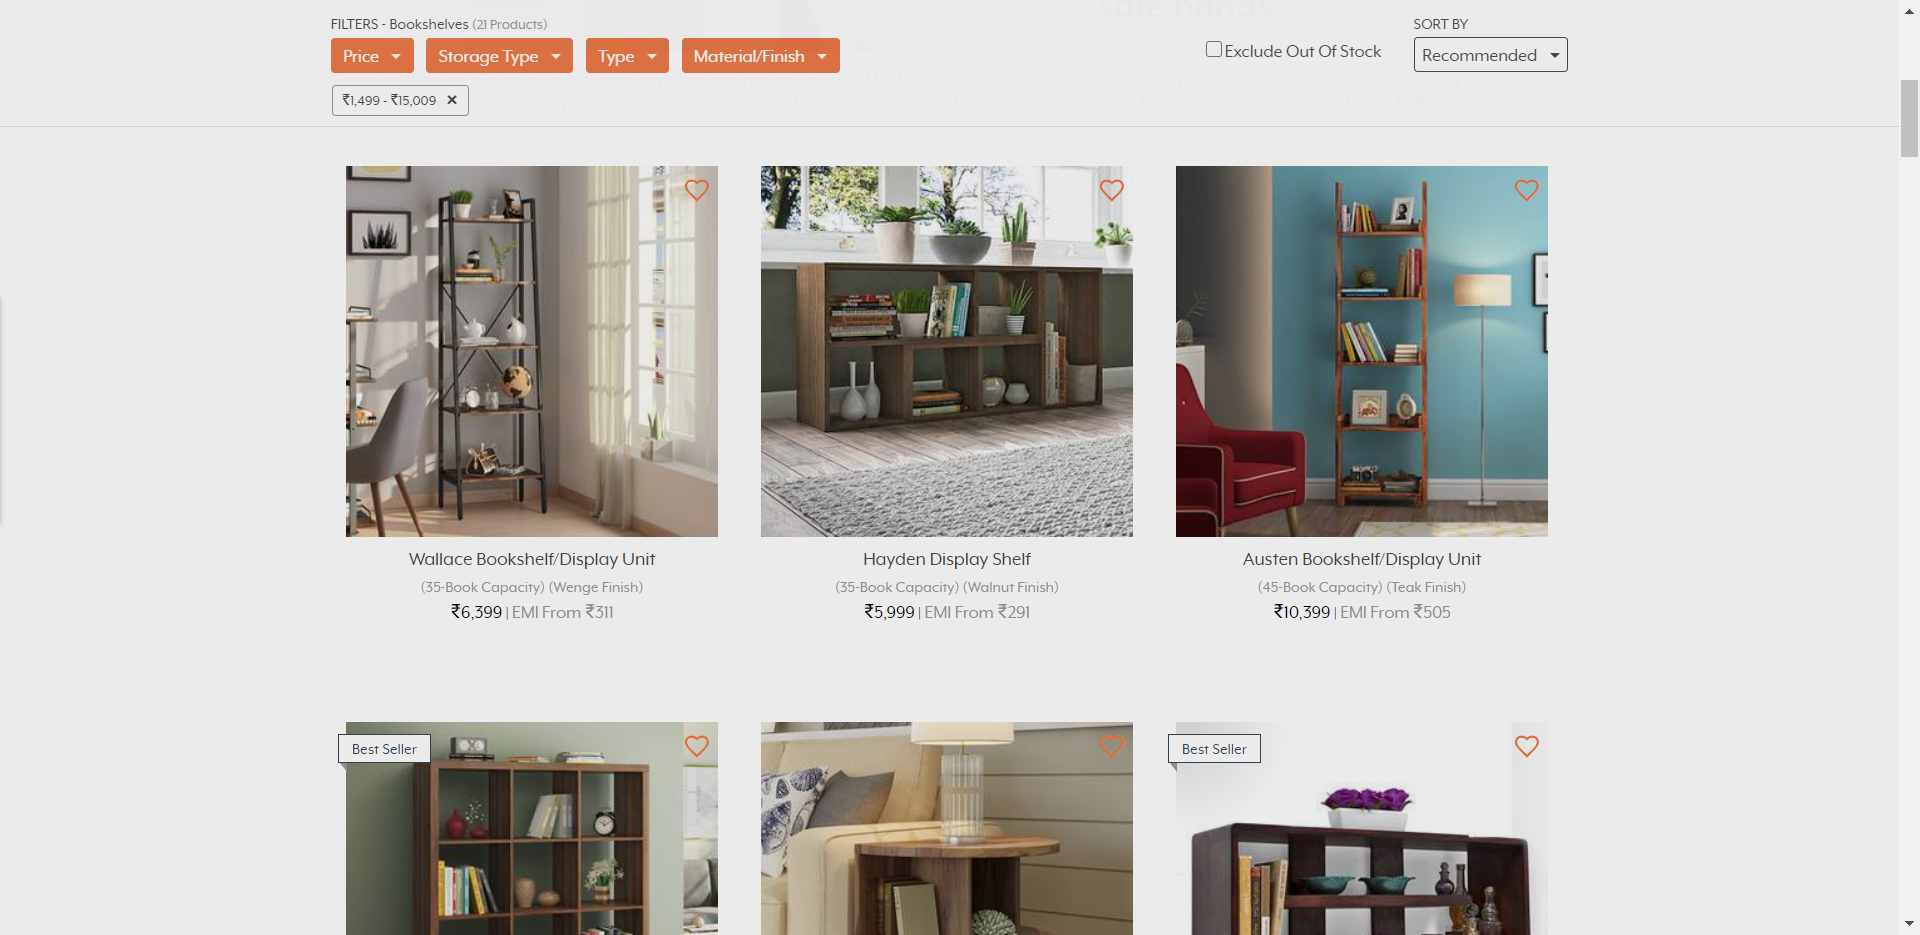 FILTERS - Bookshelves (21 Products)
Price
Storage Type
Type
Material/Finish
Exclude Out Of Stock
SORT BY
Recommended
₹1,499 - ₹15,009 ✕
Wallace Bookshelf/Display Unit
(35-Book Capacity) (Wenge Finish)
₹6,399 | EMI From ₹311
Hayden Display Shelf
(35-Book Capacity) (Walnut Finish)
₹5,999 | EMI From ₹291
Austen Bookshelf/Display Unit
(45-Book Capacity) (Teak Finish)
₹10,399 | EMI From ₹505
Best Seller
Best Seller